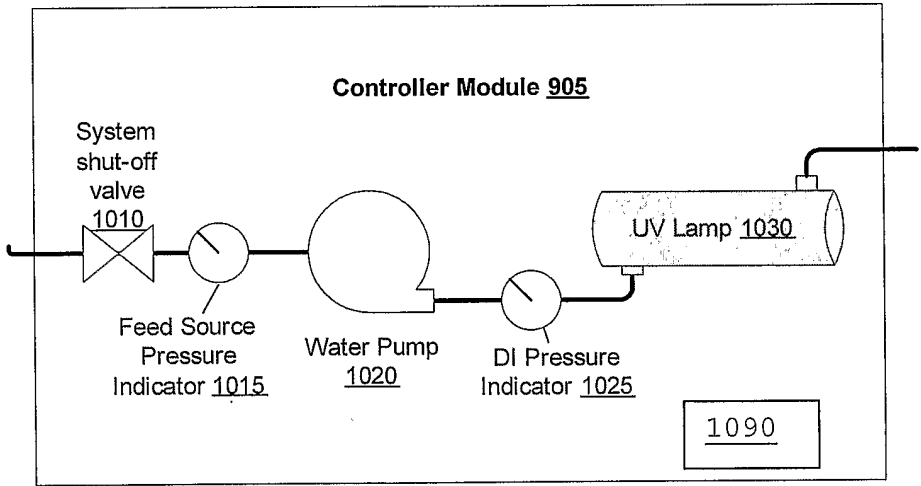 Controller Module 905
System
shut-off
valve
1010
UV Lamp 1030
Feed Source
Pressure
Indicator 1015
Water Pump
1020
DI Pressure
Indicator 1025
1090